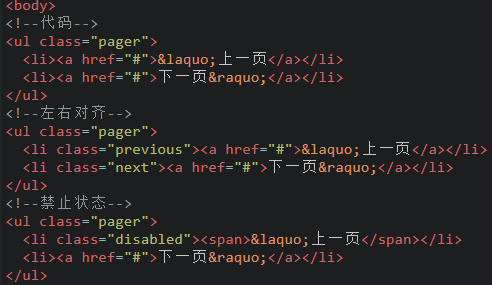 <body>
<!--代码-->
<ul class="pager">
  <li><a href="#">&laquo;上一页</a></li>
  <li><a href="#">下一页&raquo;</a></li>
</ul>
<!--左右对齐-->
<ul class="pager">
  <li class="previous"><a href="#">&laquo;上一页</a></li>
  <li class="next"><a href="#">下一页&raquo;</a></li>
</ul>
<!--禁止状态-->
<ul class="pager">
  <li class="disabled"><span>&laquo;上一页</span></li>
  <li><a href="#">下一页&raquo;</a></li>
</ul>